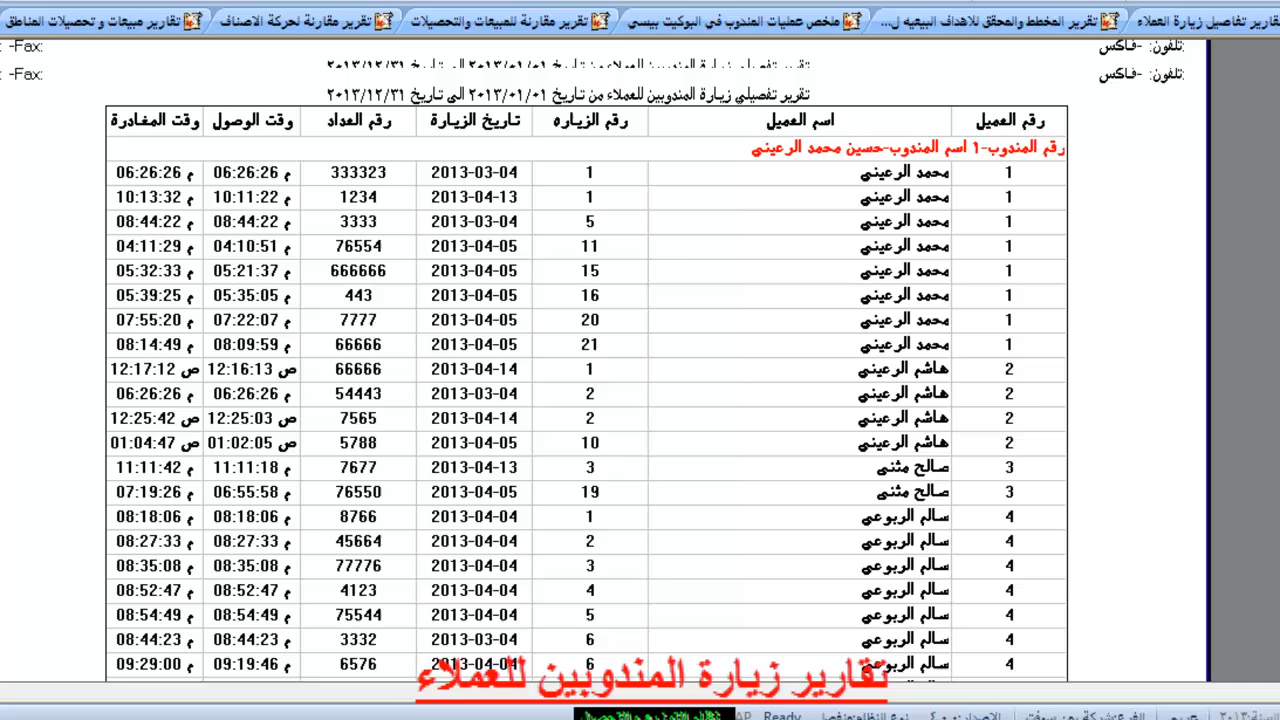 تقارير تفاصيل زيارة العملاء تقرير المخطط والمحقق للاهداف البيعيه ل... ملخص عمليات المندوب في البوكيت بيسي تقرير مقارنة للمبيعات والتحصيلات تقرير مقارنة لحركة الاصناف تقارير مبيعات و تحصيلات المناطق
تلفون: -فاكس: : -Fax:
تقرير تفصيلي زيارة المندوبين للعملاء من تاريخ ٢٠١٣/٠١/٠١ الى تاريخ ٢٠١٣/١٢/٣١
تلفون: -فاكس: : -Fax:
تقرير تفصيلي زيارة المندوبين للعملاء من تاريخ ٢٠١٣/٠١/٠١ الى تاريخ ٢٠١٣/١٢/٣١
رقم العميل اسم العميل رقم الزياره تاريخ الزيارة رقم العداد وقت الوصول وقت المغادرة
رقم المندوب-١ اسم المندوب-حسين محمد الرعيني
1 محمد الرعيني 1 2013-03-04 333323 06:26:26 م 06:26:26 م
1 محمد الرعيني 1 2013-04-13 1234 10:11:22 م 10:13:32 م
1 محمد الرعيني 5 2013-03-04 3333 08:44:22 م 08:44:22 م
1 محمد الرعيني 11 2013-04-05 76554 04:10:51 م 04:11:29 م
1 محمد الرعيني 15 2013-04-05 666666 05:21:37 م 05:32:33 م
1 محمد الرعيني 16 2013-04-05 443 05:35:05 م 05:39:25 م
1 محمد الرعيني 20 2013-04-05 7777 07:22:07 م 07:55:20 م
1 محمد الرعيني 21 2013-04-05 66666 08:09:59 م 08:14:49 م
2 هاشم الرعيني 1 2013-04-14 66666 12:16:13 ص 12:17:12 ص
2 هاشم الرعيني 2 2013-03-04 54443 06:26:26 م 06:26:26 م
2 هاشم الرعيني 2 2013-04-14 7565 12:25:03 ص 12:25:42 ص
2 هاشم الرعيني 10 2013-04-05 5788 01:02:05 ص 01:04:47 ص
3 صالح مثنى 3 2013-04-13 7677 11:11:18 م 11:11:42 م
3 صالح مثنى 19 2013-04-05 76550 06:55:58 م 07:19:26 م
4 سالم الربوعي 1 2013-04-04 8766 08:18:06 م 08:18:06 م
4 سالم الربوعي 2 2013-04-04 45664 08:27:33 م 08:27:33 م
4 سالم الربوعي 3 2013-04-04 77776 08:35:08 م 08:35:08 م
4 سالم الربوعي 4 2013-04-04 4123 08:52:47 م 08:52:47 م
4 سالم الربوعي 5 2013-04-04 75544 08:54:49 م 08:54:49 م
4 سالم الربوعي 6 2013-03-04 3332 08:44:23 م 08:44:23 م
4 سالم الربوعي 6 2013-04-04 6576 09:19:46 م 09:29:00 م
تقارير زيارة المندوبين للعملاء
Ready